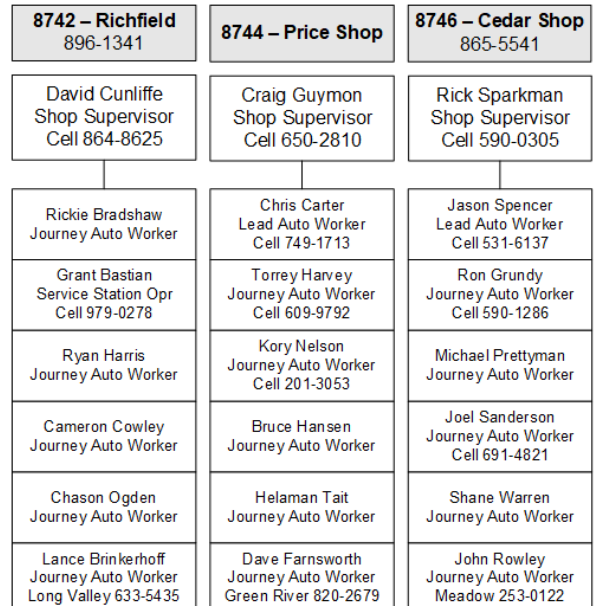 8742 – Richfield
896-1341
David Cunliffe
Shop Supervisor
Cell 864-8625
Rickie Bradshaw
Journey Auto Worker
Grant Bastian
Service Station Opr
Cell 979-0278
Ryan Harris
Journey Auto Worker
Cameron Cowley
Journey Auto Worker
Chason Ogden
Journey Auto Worker
Lance Brinkerhoff
Journey Auto Worker
Long Valley 633-5435
8744 – Price Shop
Craig Guymon
Shop Supervisor
Cell 650-2810
Chris Carter
Lead Auto Worker
Cell 749-1713
Torrey Harvey
Journey Auto Worker
Cell 609-9792
Kory Nelson
Journey Auto Worker
Cell 201-3053
Bruce Hansen
Journey Auto Worker
Helaman Tait
Journey Auto Worker
Dave Farnsworth
Journey Auto Worker
Green River 820-2679
8746 – Cedar Shop
865-5541
Rick Sparkman
Shop Supervisor
Cell 590-0305
Jason Spencer
Lead Auto Worker
Cell 531-6137
Ron Grundy
Journey Auto Worker
Cell 590-1286
Michael Prettyman
Journey Auto Worker
Joel Sanderson
Journey Auto Worker
Cell 691-4821
Shane Warren
Journey Auto Worker
John Rowley
Journey Auto Worker
Meadow 253-0122